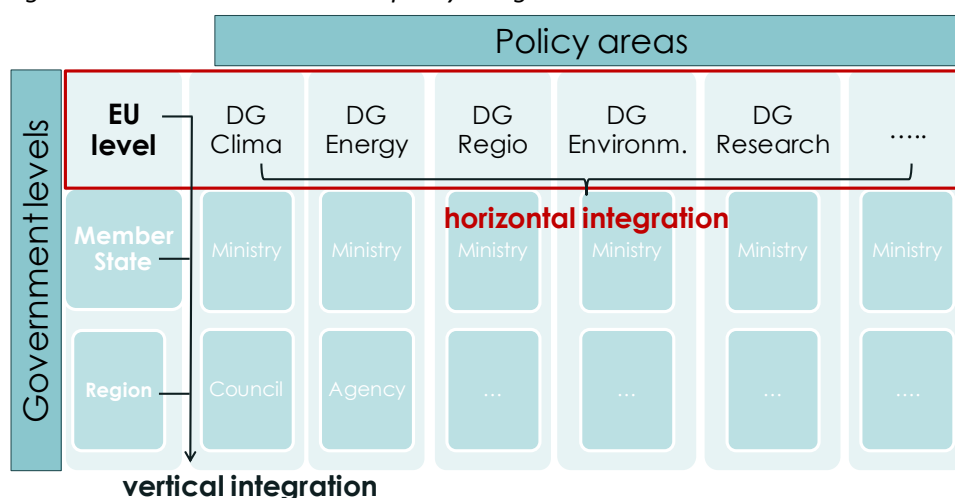 Policy areas
Government levels
EU
level
DG
Clima
DG
Energy
DG
Regio
DG
Environm.
DG
Research
.....
horizontal integration
Member
State
Ministry
Ministry
Ministry
Ministry
Ministry
Ministry
Region
Council
Agency
...
...
...
....
vertical integration